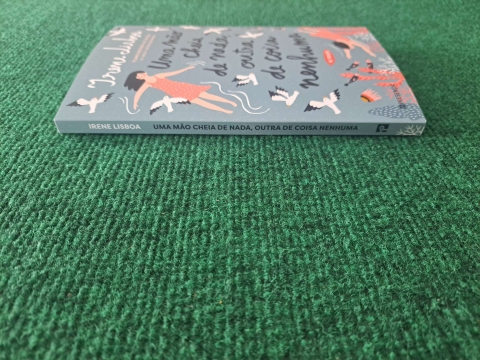 Irene Lisboa
Uma mão
cheia
de nada
outra
de coisa
nenhuma
IRENE LISBOA UMA MÃO CHEIA DE NADA, OUTRA DE COISA NENHUMA